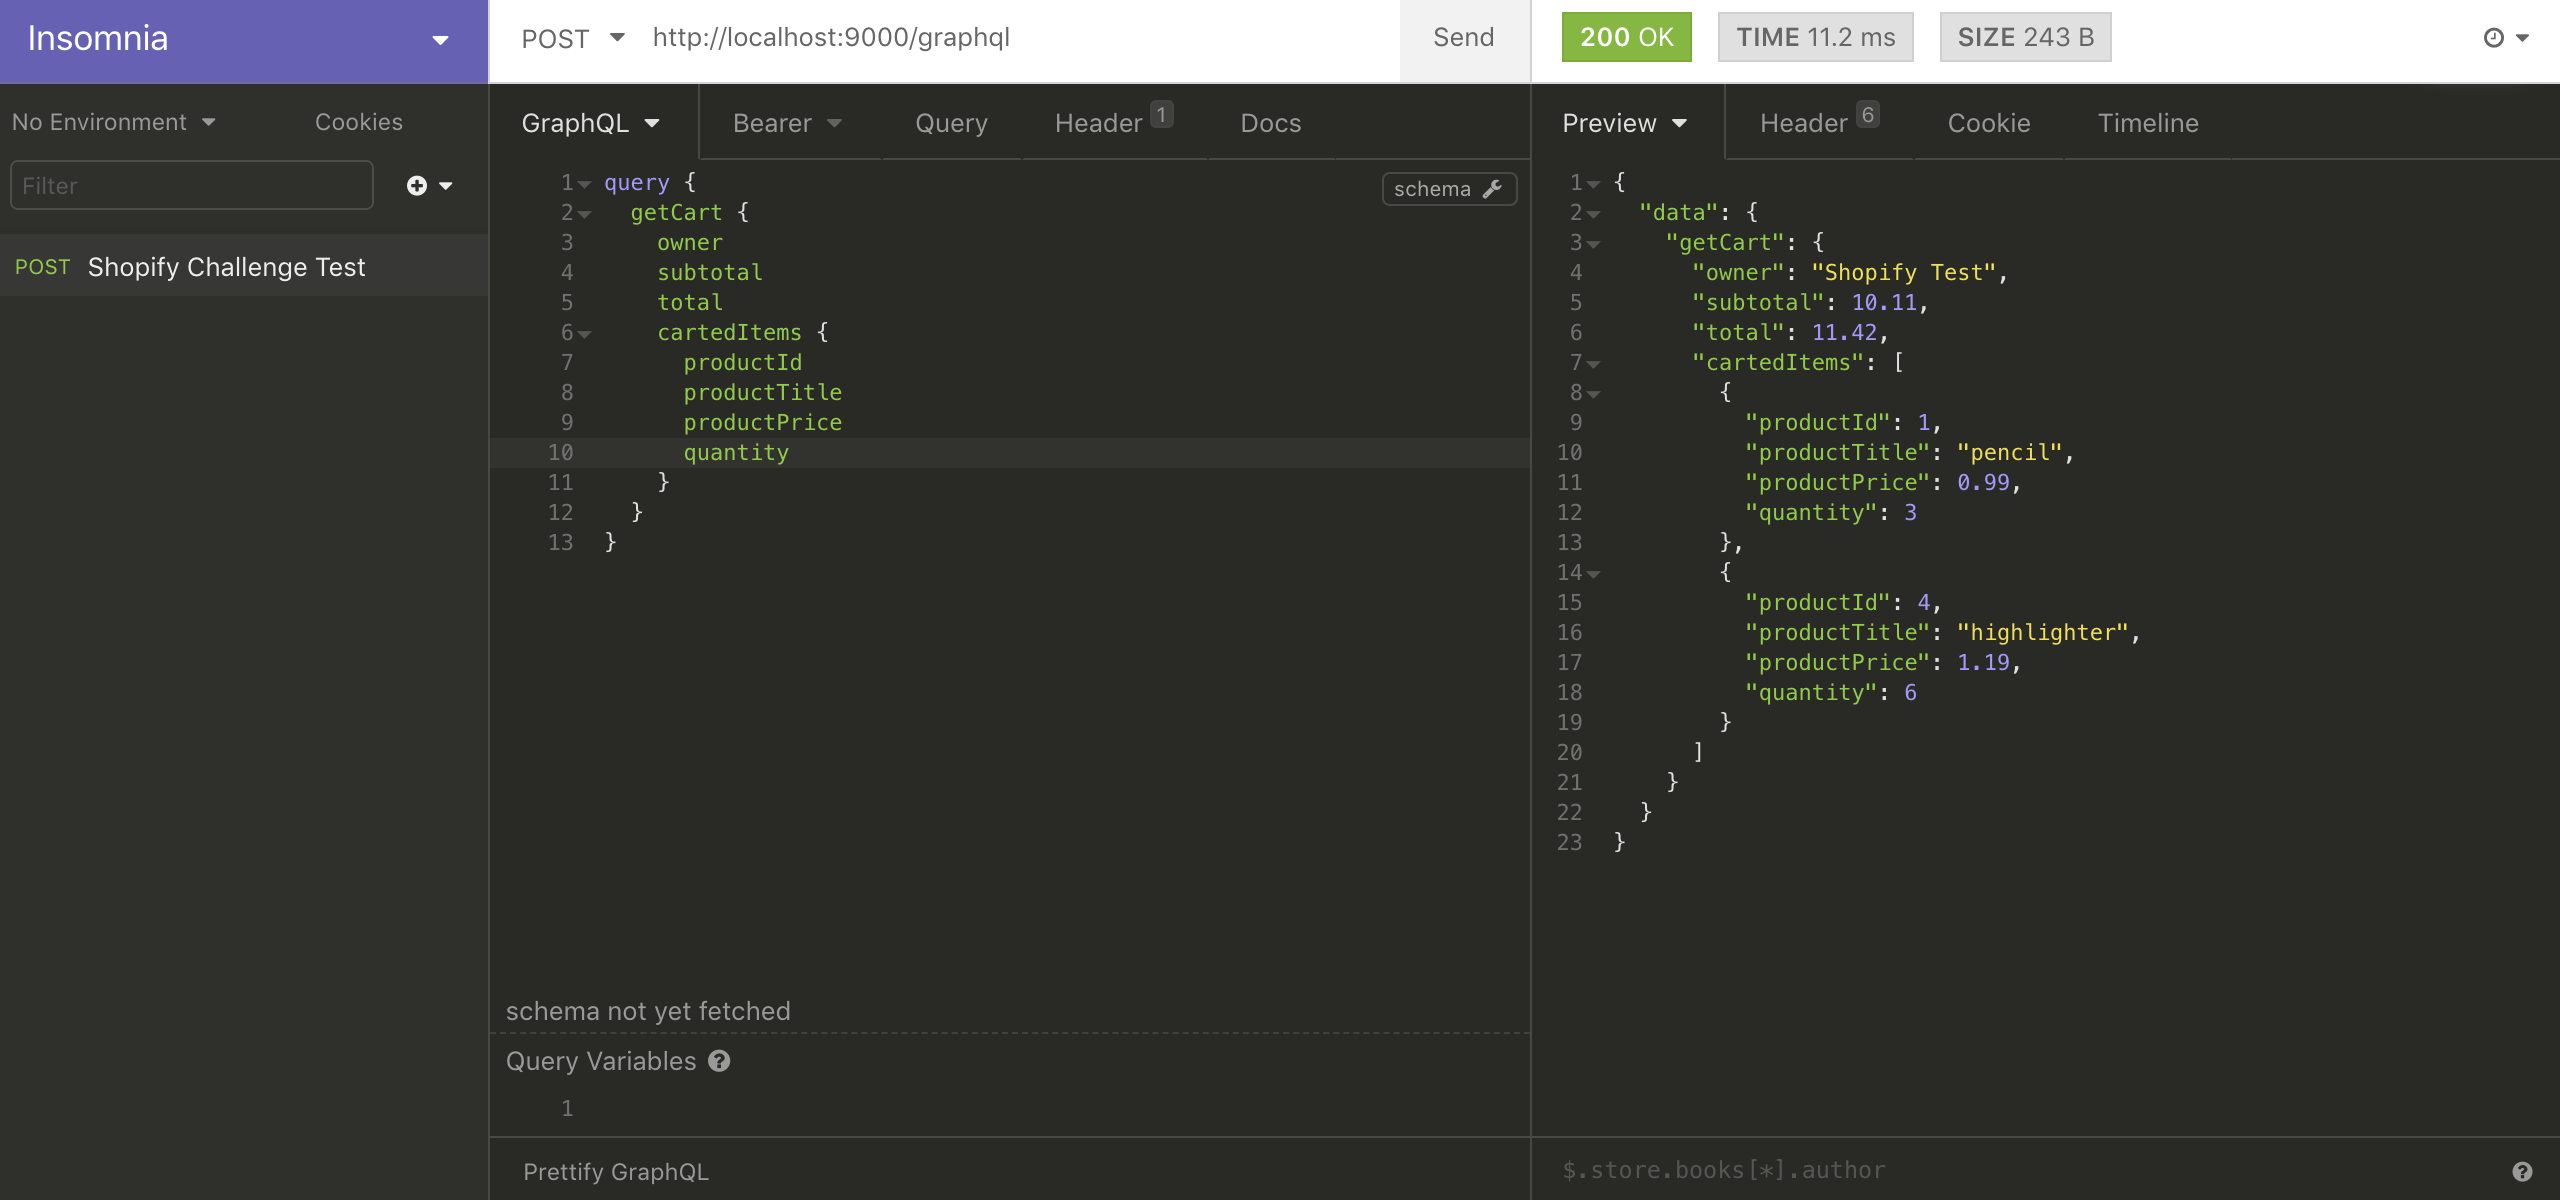 Insomnia
POST http://localhost:9000/graphql Send
200 OK TIME 11.2 ms SIZE 243 B
No Environment Cookies
Filter
POST Shopify Challenge Test
GraphQL Bearer Query Header 1 Docs
schema
1 query {
2 getCart {
3 owner
4 subtotal
5 total
6 cartedItems {
7 productId
8 productTitle
9 productPrice
10 quantity
11 }
12 }
13 }
schema not yet fetched
Query Variables ?
1
Prettify GraphQL
Preview Header 6 Cookie Timeline
1 {
2 "data": {
3 "getCart": {
4 "owner": "Shopify Test",
5 "subtotal": 10.11,
6 "total": 11.42,
7 "cartedItems": [
8 {
9 "productId": 1,
10 "productTitle": "pencil",
11 "productPrice": 0.99,
12 "quantity": 3
13 },
14 {
15 "productId": 4,
16 "productTitle": "highlighter",
17 "productPrice": 1.19,
18 "quantity": 6
19 }
20 ]
21 }
22 }
23 }
$.store.books[*].author ?